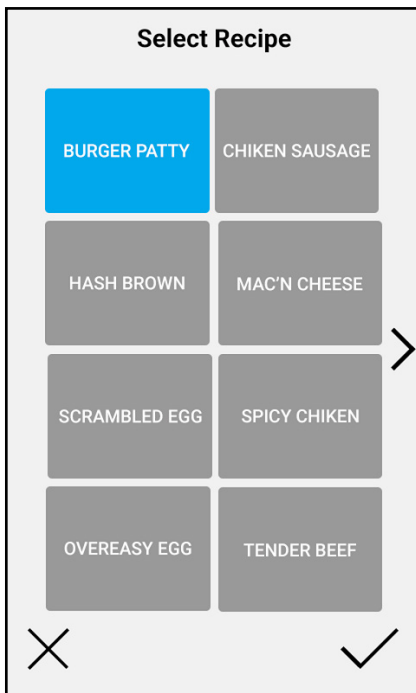 Select Recipe
BURGER PATTY
CHIKEN SAUSAGE
HASH BROWN
MAC'N CHEESE
SCRAMBLED EGG
SPICY CHIKEN
OVEREASY EGG
TENDER BEEF